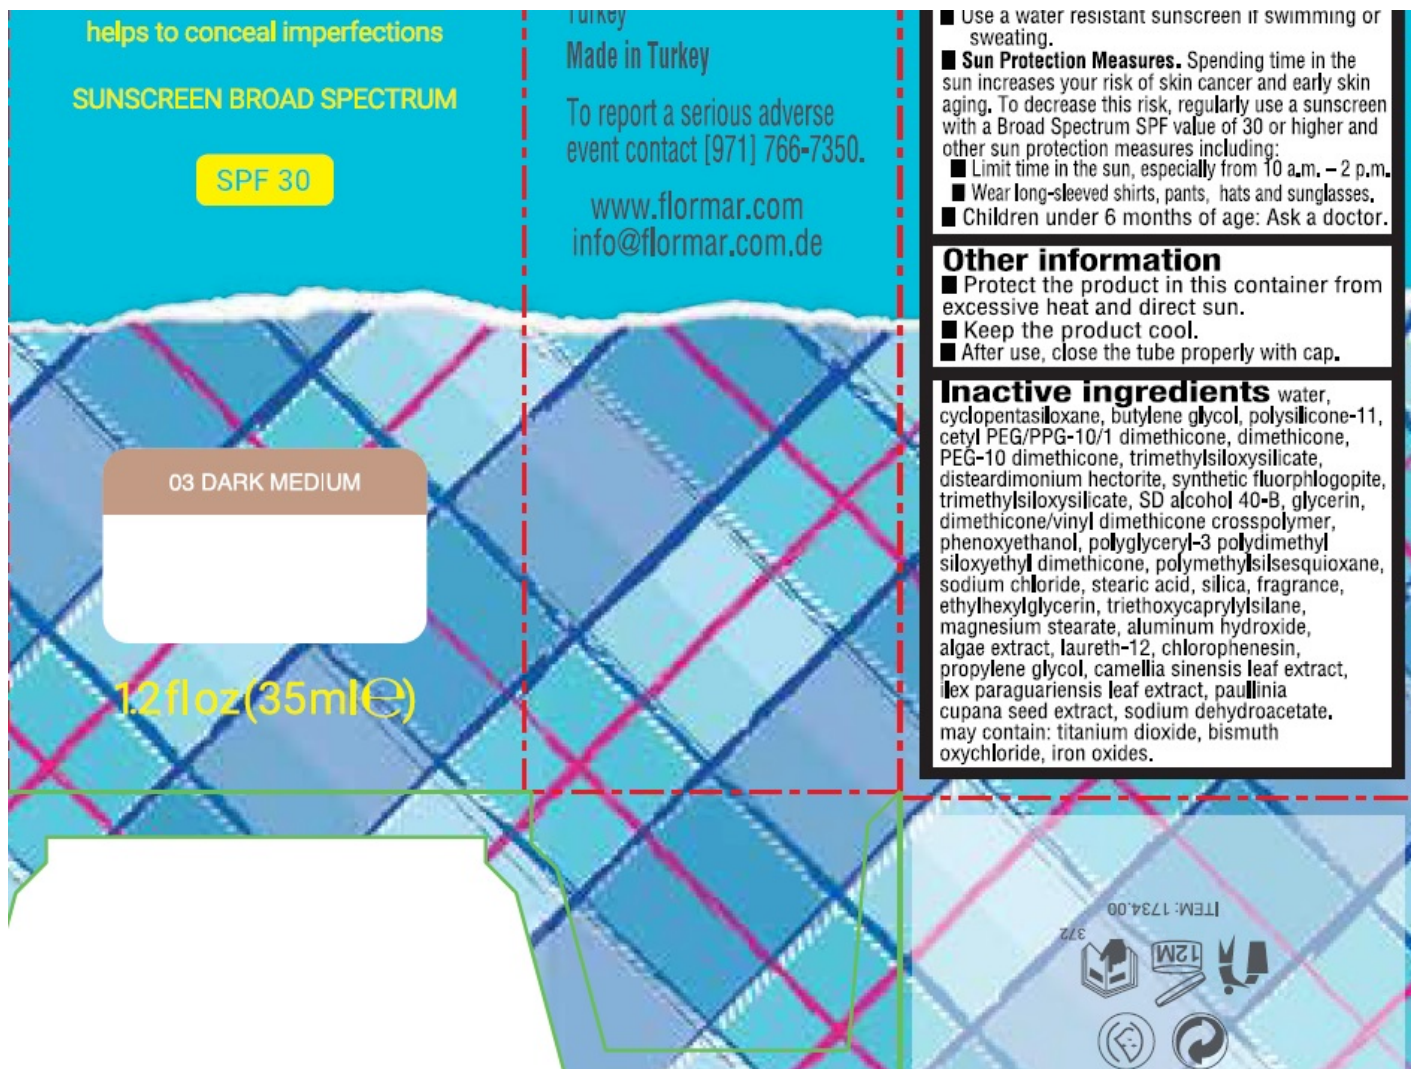 helps to conceal imperfections
SUNSCREEN BROAD SPECTRUM
SPF 30
03 DARK MEDIUM
1.2floz(35ml℮)
Turkey
Made in Turkey
To report a serious adverse
event contact [971] 766-7350.
www.flormar.com
info@flormar.com.de
■ Use a water resistant sunscreen if swimming or
sweating.
■ Sun Protection Measures. Spending time in the
sun increases your risk of skin cancer and early skin
aging. To decrease this risk, regularly use a sunscreen
with a Broad Spectrum SPF value of 30 or higher and
other sun protection measures including:
■ Limit time in the sun, especially from 10 a.m. – 2 p.m.
■ Wear long-sleeved shirts, pants, hats and sunglasses.
■ Children under 6 months of age: Ask a doctor.
Other information
■ Protect the product in this container from
excessive heat and direct sun.
■ Keep the product cool.
■ After use, close the tube properly with cap.
Inactive ingredients water,
cyclopentasiloxane, butylene glycol, polysilicone-11,
cetyl PEG/PPG-10/1 dimethicone, dimethicone,
PEG-10 dimethicone, trimethylsiloxysilicate,
disteardimonium hectorite, synthetic fluorphlogopite,
trimethylsiloxysilicate, SD alcohol 40-B, glycerin,
dimethicone/vinyl dimethicone crosspolymer,
phenoxyethanol, polyglyceryl-3 polydimethyl
siloxyethyl dimethicone, polymethylsilsesquioxane,
sodium chloride, stearic acid, silica, fragrance,
ethylhexylglycerin, triethoxycaprylylsilane,
magnesium stearate, aluminum hydroxide,
algae extract, laureth-12, chlorophenesin,
propylene glycol, camellia sinensis leaf extract,
ilex paraguariensis leaf extract, paullinia
cupana seed extract, sodium dehydroacetate.
may contain: titanium dioxide, bismuth
oxychloride, iron oxides.
ITEM: 1734.00
372
12M